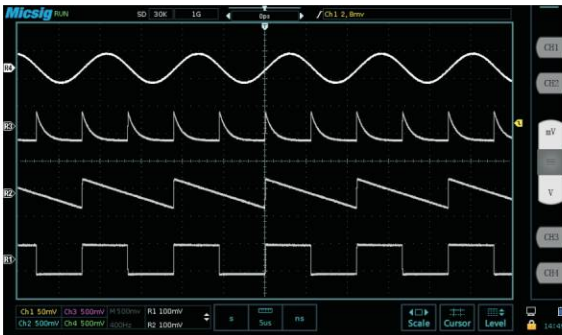 Micsig RUN SD 30K 1G 0ps Ch1 2.8mv
CH1
CH2
R4
R3
mV
V
R2
R1
CH3
CH4
Ch1 50mV Ch3 500mV M 500mv R1 100mV
Ch2 500mV Ch4 500mV 400Hz R2 100mV
s 5us ns
Scale Cursor Level